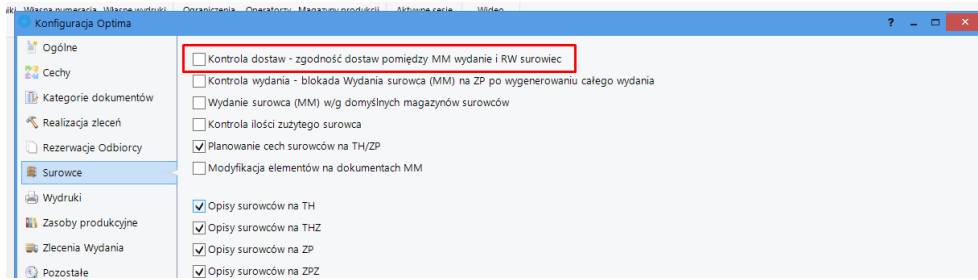 Własna numeracja Własne wydruki Ograniczenia Operatorzy Magazyny produkcji Aktywne serie Wideo
Konfiguracja Optima
Ogólne
Cechy
Kategorie dokumentów
Realizacja zleceń
Rezerwacje Odbiorcy
Surowce
Wydruki
Zasoby produkcyjne
Zlecenia Wydania
Pozostałe
Kontrola dostaw - zgodność dostaw pomiędzy MM wydanie i RW surowiec
Kontrola wydania - blokada Wydania surowca (MM) na ZP po wygenerowaniu całego wydania
Wydanie surowca (MM) w/g domyślnych magazynów surowców
Kontrola ilości zużytego surowca
Planowanie cech surowców na TH/ZP
Modyfikacja elementów na dokumentach MM
Opisy surowców na TH
Opisy surowców na THZ
Opisy surowców na ZP
Opisy surowców na ZPZ